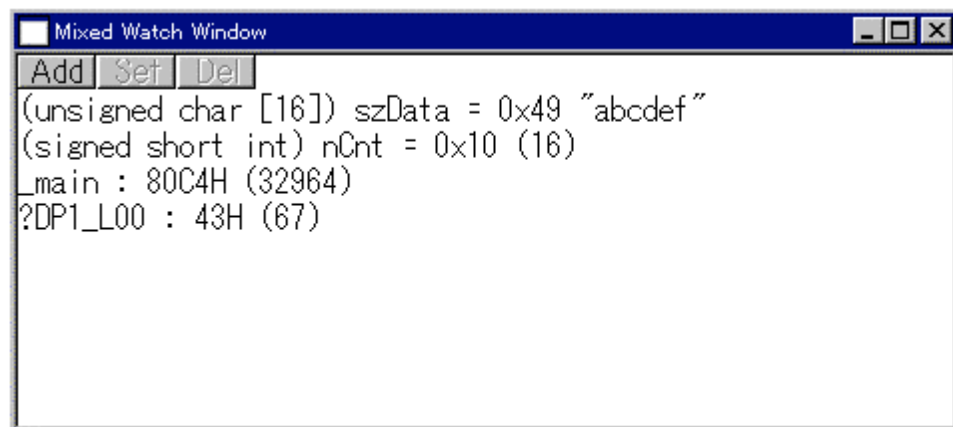 Mixed Watch Window
Add Set Del
(unsigned char [16]) szData = 0x49 "abcdef"
(signed short int) nCnt = 0x10 (16)
_main : 80C4H (32964)
?DP1_L00 : 43H (67)